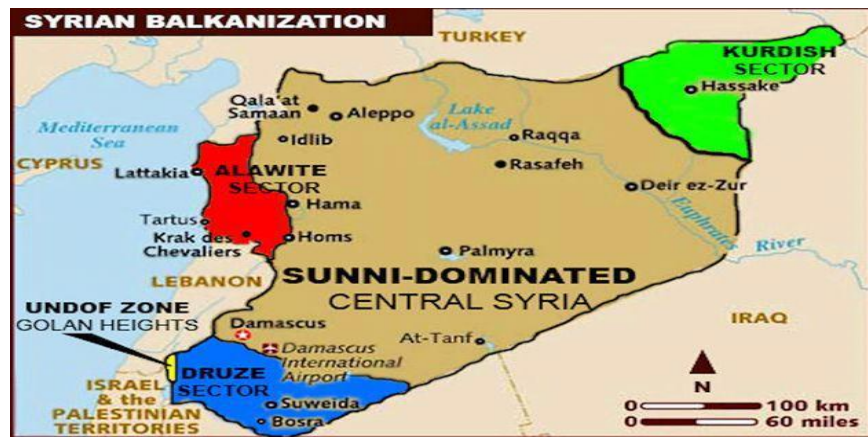 SYRIAN BALKANIZATION
TURKEY
KURDISH
SECTOR
Hassake
Qala'at
Samaan
Aleppo
Lake
al-Assad
Mediterranean
Sea
Idlib
Raqqa
CYPRUS
Lattakia
ALAWITE
SECTOR
Rasafeh
Deir ez-Zur
Hama
Tartus
Krak des
Chevaliers
Homs
Euphrates
River
Palmyra
LEBANON
SUNNI-DOMINATED
CENTRAL SYRIA
UNDOF ZONE
GOLAN HEIGHTS
Damascus
At-Tanf
IRAQ
Damascus
International
Airport
DRUZE
SECTOR
ISRAEL
& the
PALESTINIAN
TERRITORIES
Suweida
Bosra
N
0 100 km
0 60 miles